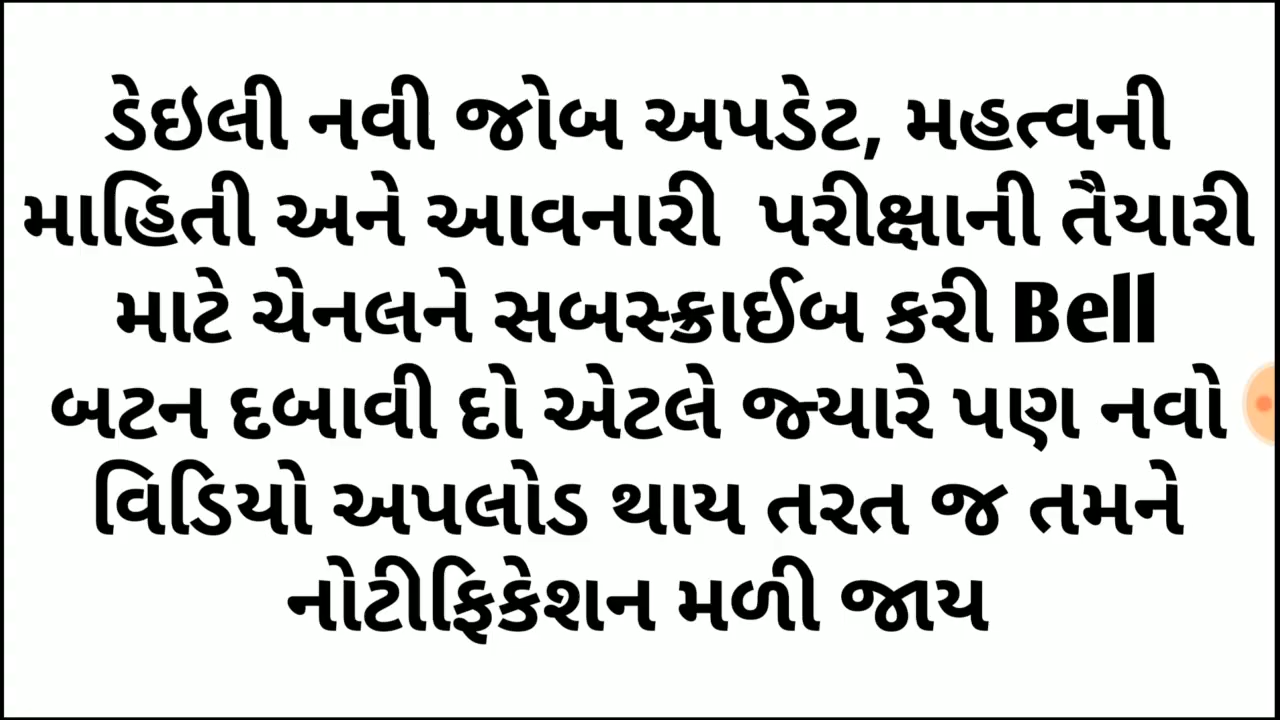 ડેઇલી નવી જોબ અપડેટ, મહત્વની
માહિતી અને આવનારી પરીક્ષાની તૈયારી
માટે ચેનલને સબસ્ક્રાઈબ કરી Bell
બટન દબાવી દો એટલે જ્યારે પણ નવો
વિડિયો અપલોડ થાય તરત જ તમને
નોટીફિકેશન મળી જાય